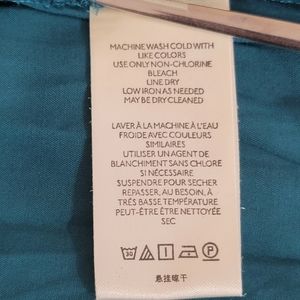 MACHINE WASH COLD WITH
LIKE COLORS
USE ONLY NON-CHLORINE
BLEACH
LINE DRY
LOW IRON AS NEEDED
MAY BE DRY CLEANED
LAVER À LA MACHINE À L'EAU
FROIDE AVEC COULEURS
SIMILAIRES
UTILISER UN AGENT DE
BLANCHIMENT SANS CHLORE
SI NÉCESSAIRE
SUSPENDRE POUR SECHER
REPASSER, AU BESOIN, À
TRÈS BASSE TEMPÉRATURE
PEUT-ÊTRE ÊTRE NETTOYÉE
SEC
30
P
悬挂晾干